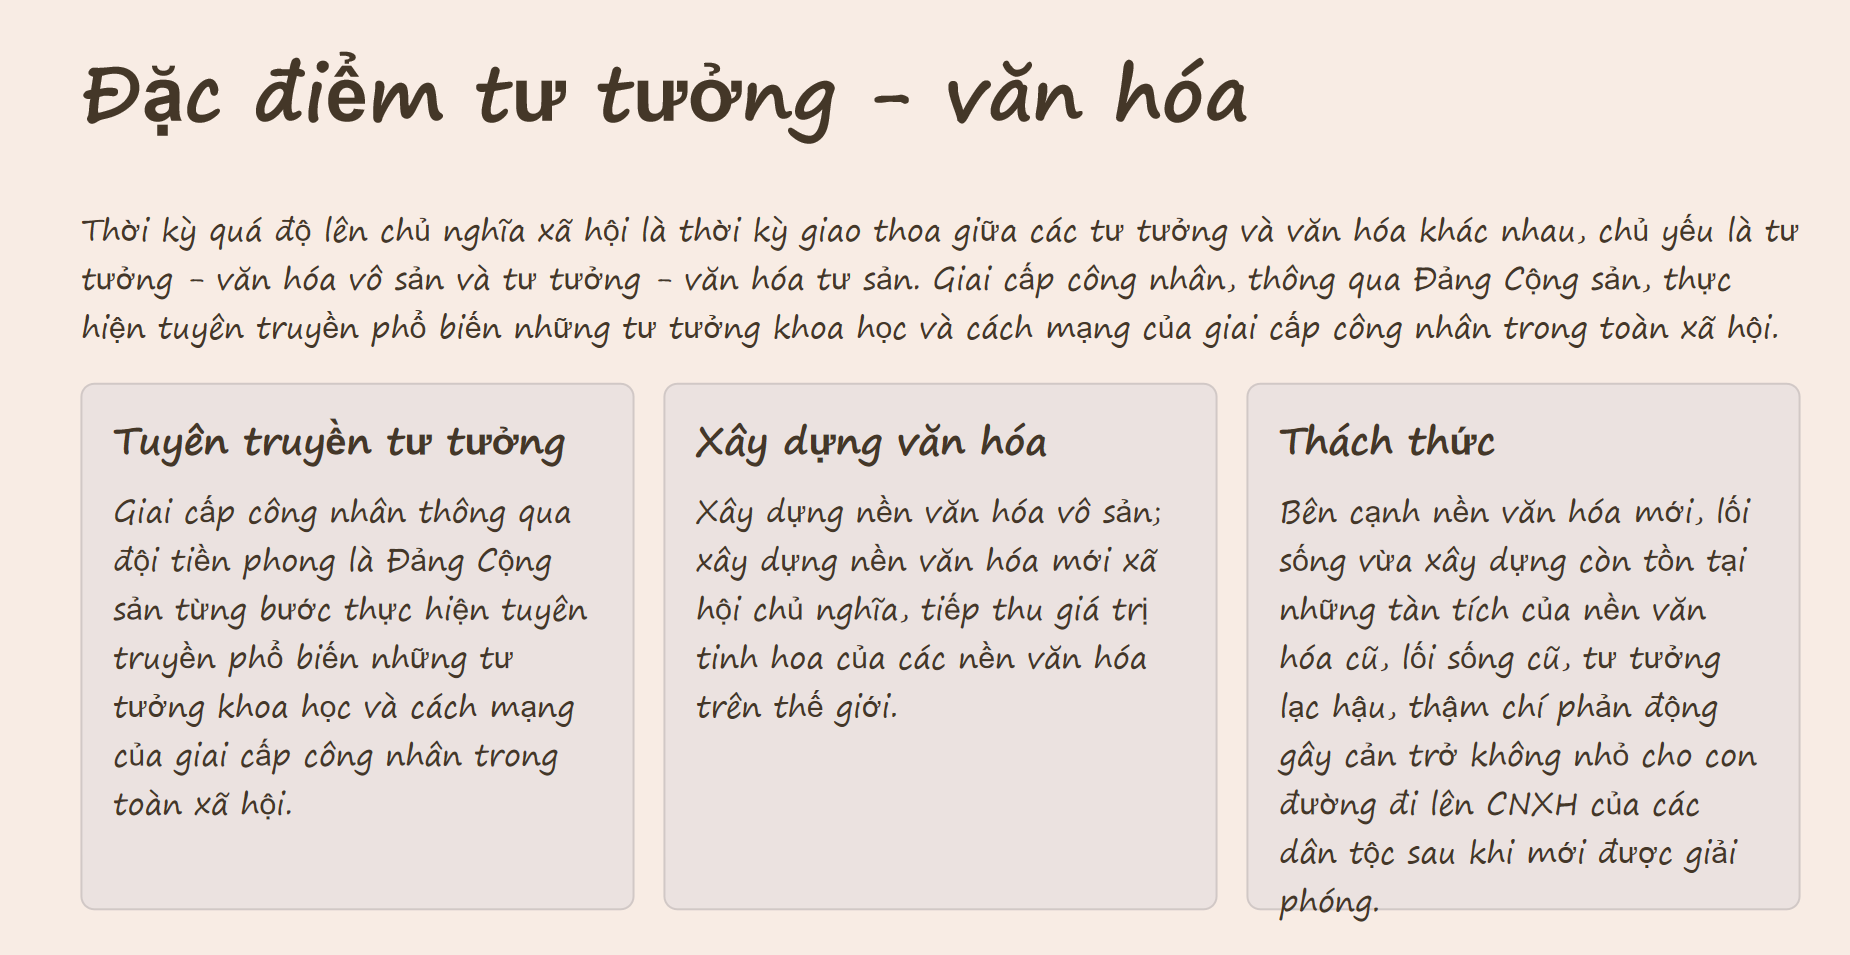 Đặc điểm tư tưởng - văn hóa
Thời kỳ quá độ lên chủ nghĩa xã hội là thời kỳ giao thoa giữa các tư tưởng và văn hóa khác nhau, chủ yếu là tư
tưởng - văn hóa vô sản và tư tưởng - văn hóa tư sản. Giai cấp công nhân, thông qua Đảng Cộng sản, thực
hiện tuyên truyền phổ biến những tư tưởng khoa học và cách mạng của giai cấp công nhân trong toàn xã hội.
Tuyên truyền tư tưởng
Giai cấp công nhân thông qua
đội tiền phong là Đảng Cộng
sản từng bước thực hiện tuyên
truyền phổ biến những tư
tưởng khoa học và cách mạng
của giai cấp công nhân trong
toàn xã hội.
Xây dựng văn hóa
Xây dựng nền văn hóa vô sản;
xây dựng nền văn hóa mới xã
hội chủ nghĩa, tiếp thu giá trị
tinh hoa của các nền văn hóa
trên thế giới.
Thách thức
Bên cạnh nền văn hóa mới, lối
sống vừa xây dựng còn tồn tại
những tàn tích của nền văn
hóa cũ, lối sống cũ, tư tưởng
lạc hậu, thậm chí phản động
gây cản trở không nhỏ cho con
đường đi lên CNXH của các
dân tộc sau khi mới được giải
phóng.